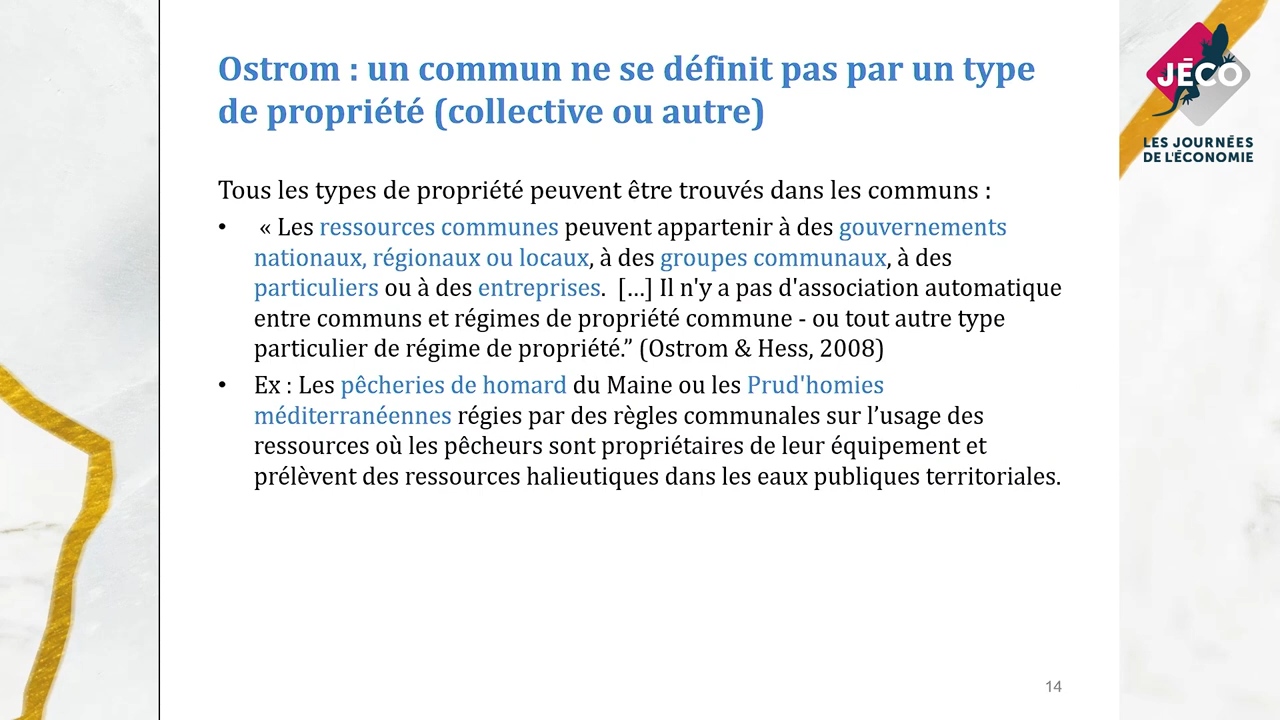 Ostrom : un commun ne se définit pas par un type
de propriété (collective ou autre)
JÉCO
LES JOURNÉES
DE L'ÉCONOMIE
Tous les types de propriété peuvent être trouvés dans les communs :
• « Les ressources communes peuvent appartenir à des gouvernements
nationaux, régionaux ou locaux, à des groupes communaux, à des
particuliers ou à des entreprises. […] Il n'y a pas d'association automatique
entre communs et régimes de propriété commune - ou tout autre type
particulier de régime de propriété.” (Ostrom & Hess, 2008)
• Ex : Les pêcheries de homard du Maine ou les Prud'homies
méditerranéennes régies par des règles communales sur l’usage des
ressources où les pêcheurs sont propriétaires de leur équipement et
prélèvent des ressources halieutiques dans les eaux publiques territoriales.
14